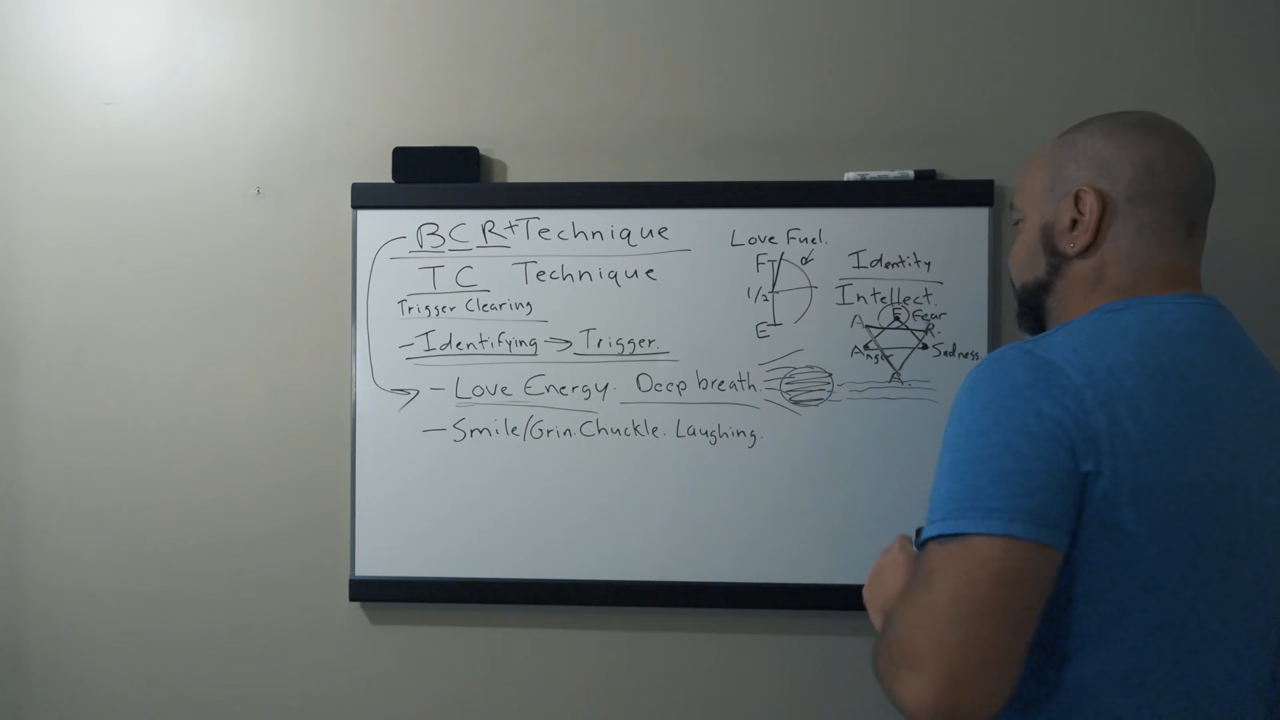 BCR+Technique
TC Technique
Trigger Clearing
- Identifying → Trigger.
- Love Energy. Deep breath.
- Smile/Grin. Chuckle. Laughing.
Love Fuel.
F
1/2
E
Identity
Intellect.
E Fear
A R.
Anger Sadness.
A.